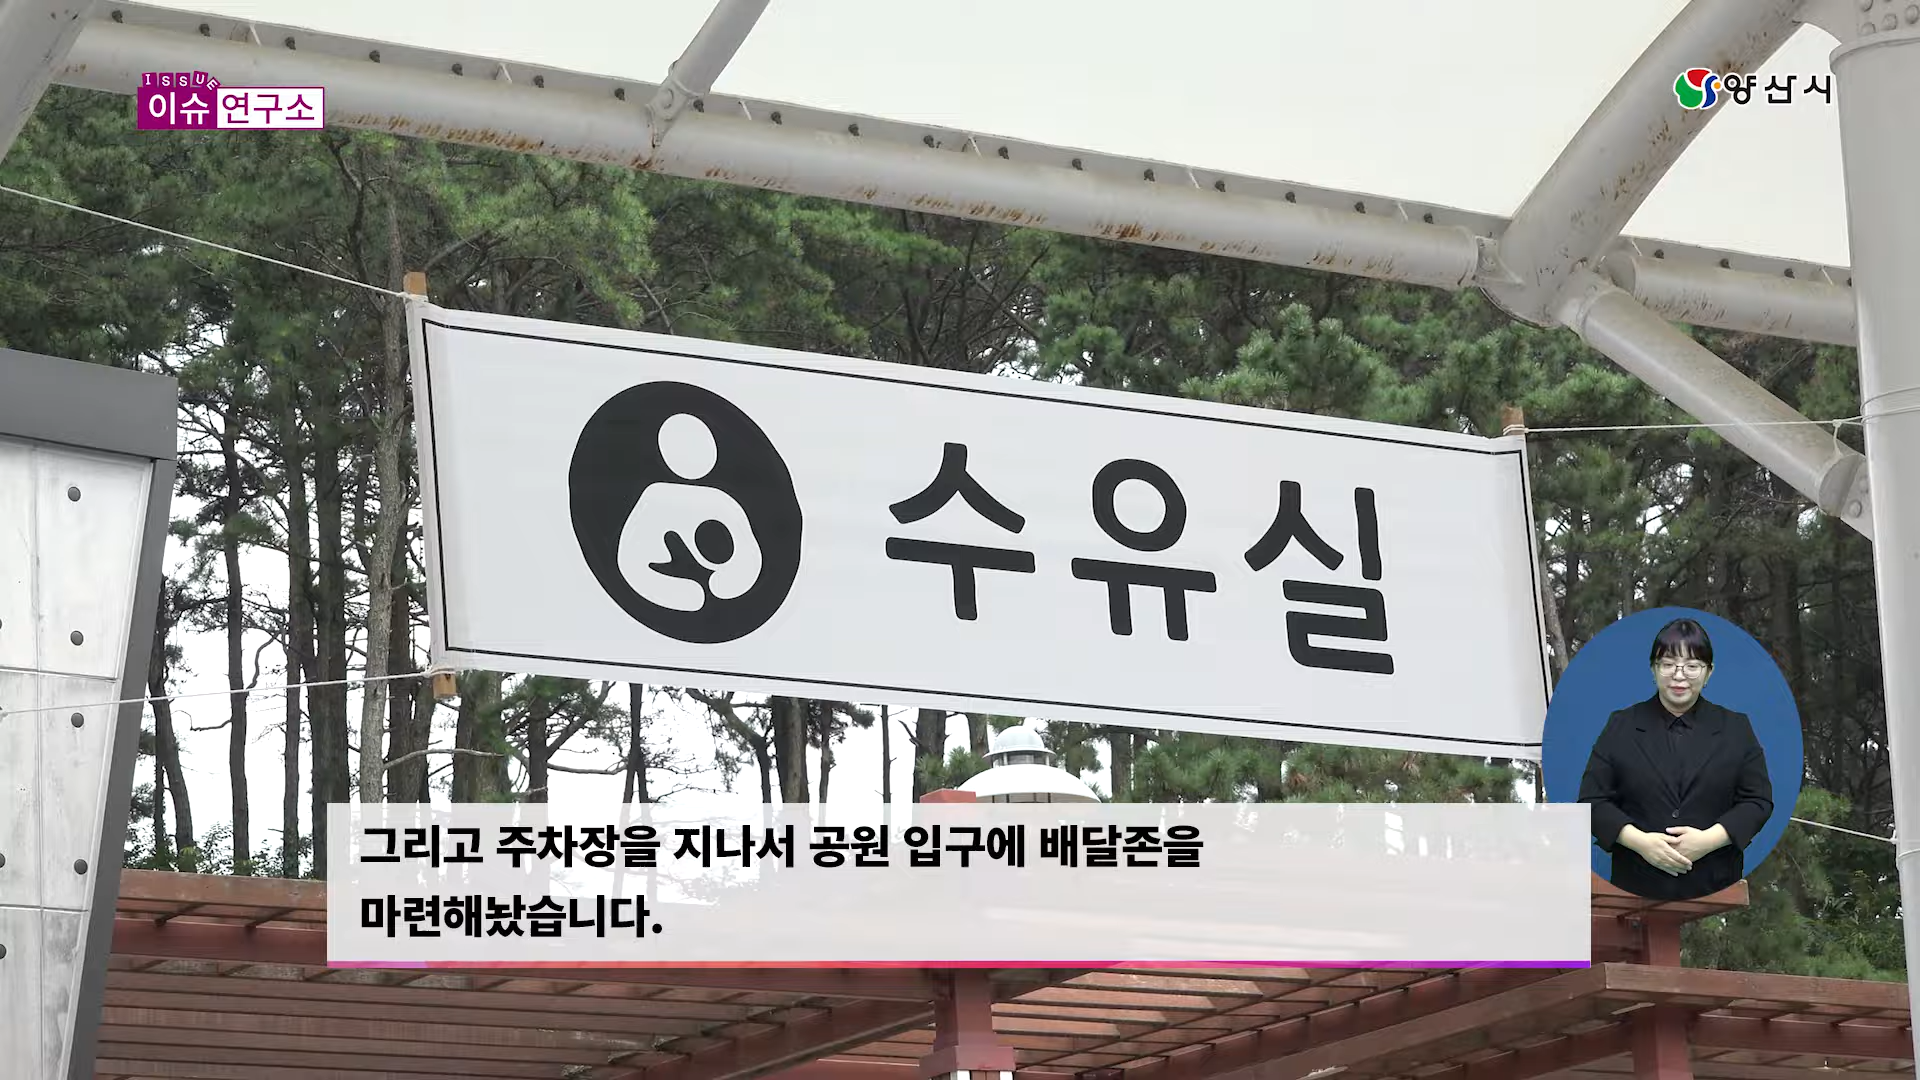 ISSUE
이슈연구소
양산시
수유실
그리고 주차장을 지나서 공원 입구에 배달존을
마련해놨습니다.